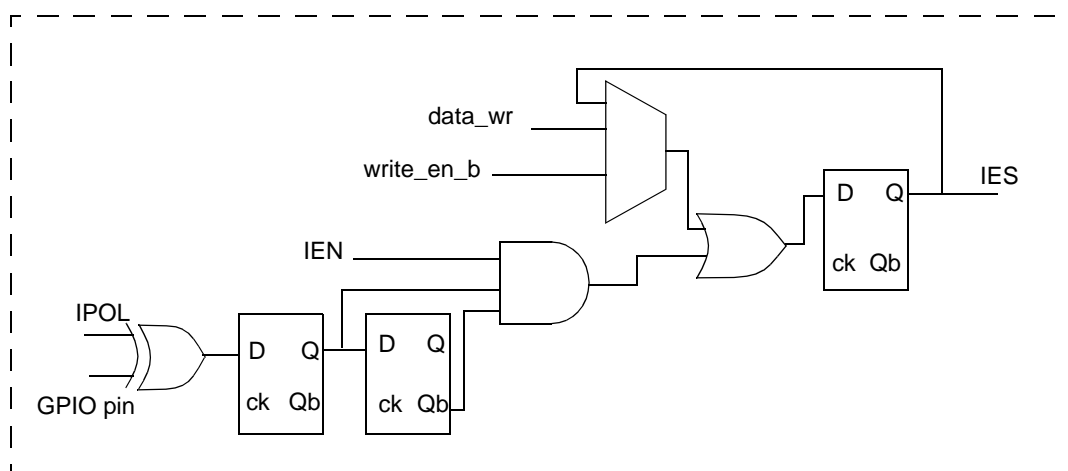 data_wr
write_en_b
IES
D Q
ck Qb
IEN
IPOL
D Q
ck Qb
D Q
ck Qb
GPIO pin